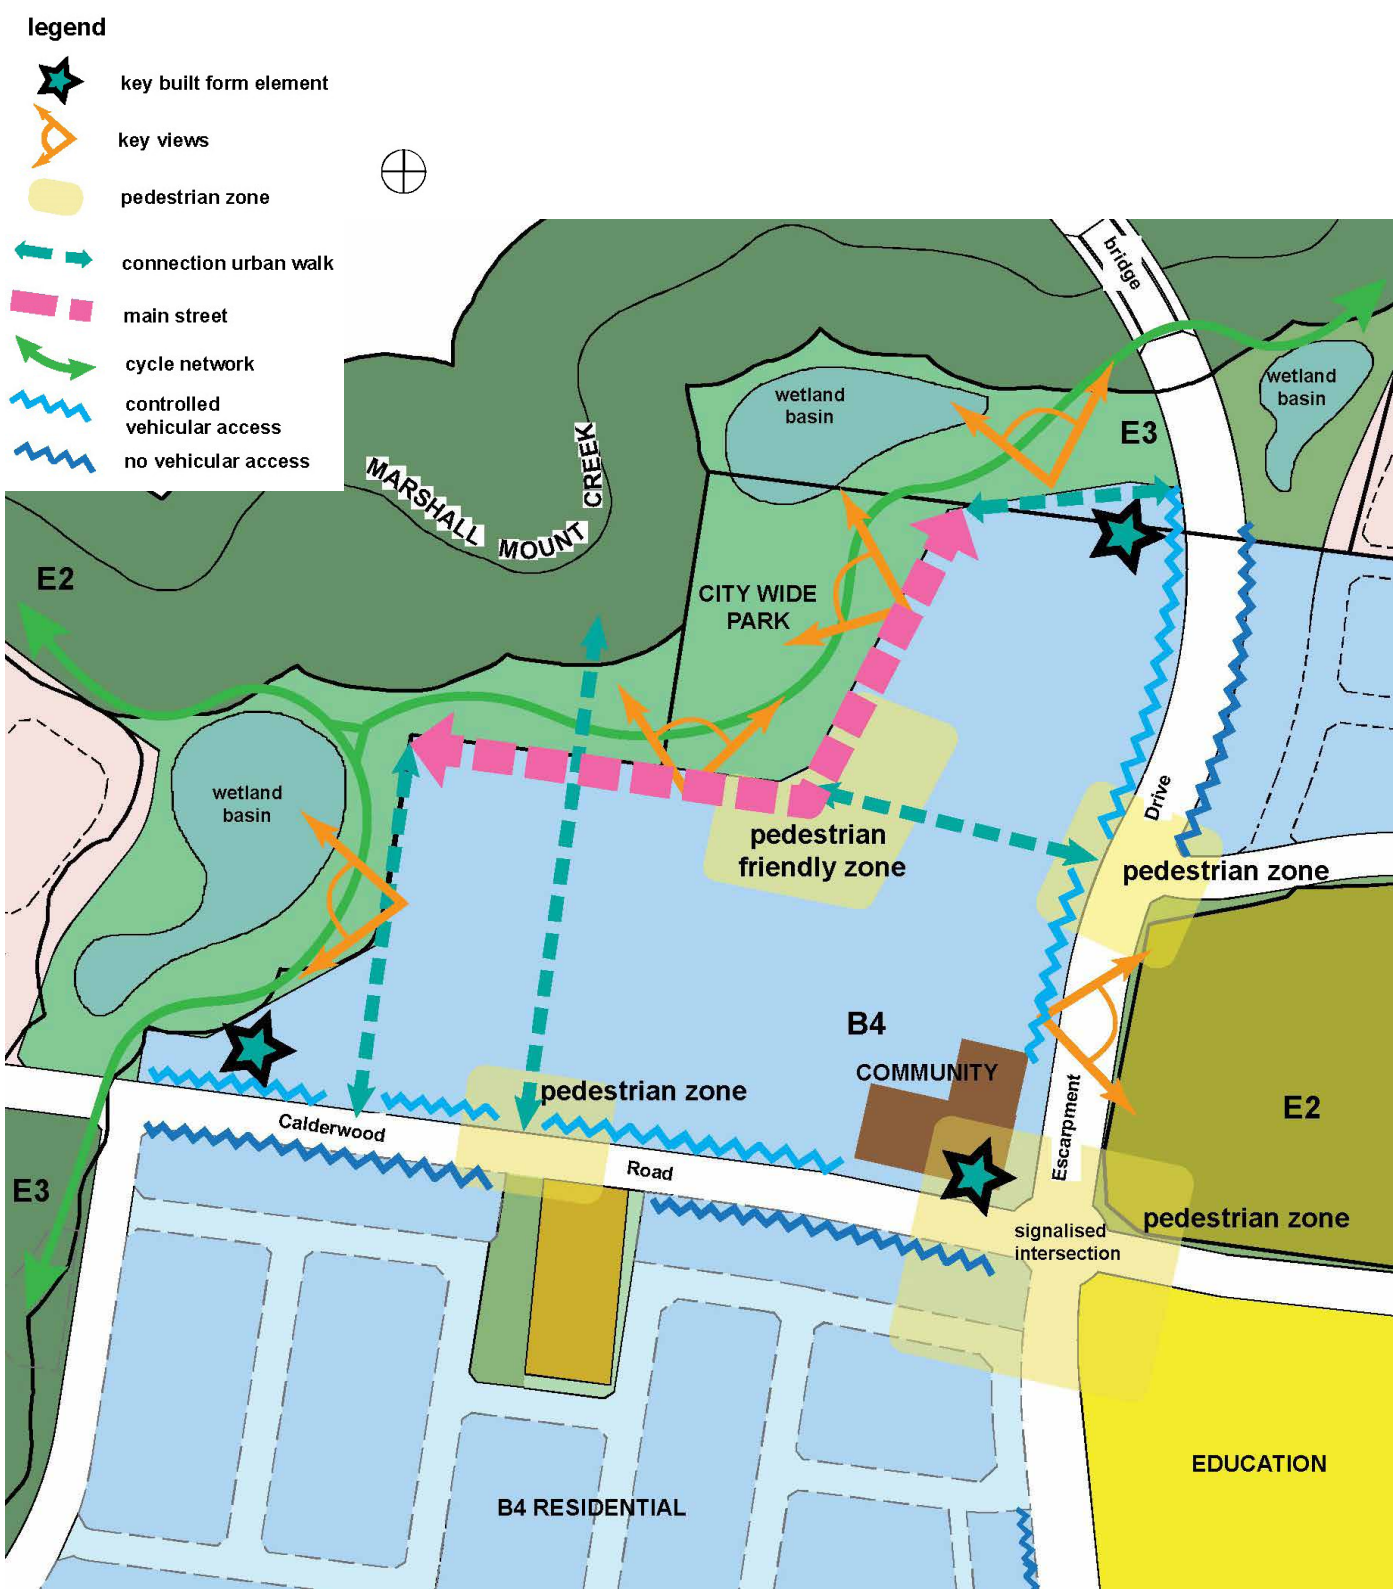 legend
key built form element
key views
pedestrian zone
connection urban walk
main street
cycle network
controlled
vehicular access
no vehicular access
bridge
wetland
basin
wetland
basin
E3
MARSHALL
MOUNT
CREEK
E2
CITY WIDE
PARK
wetland
basin
Drive
pedestrian
friendly zone
pedestrian zone
B4
COMMUNITY
pedestrian zone
E2
Calderwood
Road
Escarpment
E3
pedestrian zone
signalised
intersection
EDUCATION
B4 RESIDENTIAL